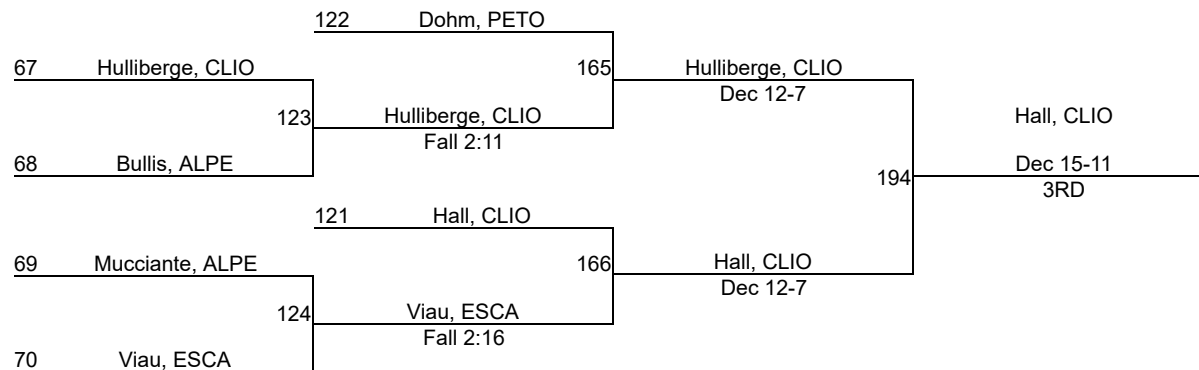 122 Dohm, PETO
67 Hulliberge, CLIO
165 Hulliberge, CLIO
Dec 12-7
123 Hulliberge, CLIO
Fall 2:11
Hall, CLIO
68 Bullis, ALPE
Dec 15-11
194
3RD
121 Hall, CLIO
69 Mucciante, ALPE
166 Hall, CLIO
Dec 12-7
124 Viau, ESCA
Fall 2:16
70 Viau, ESCA